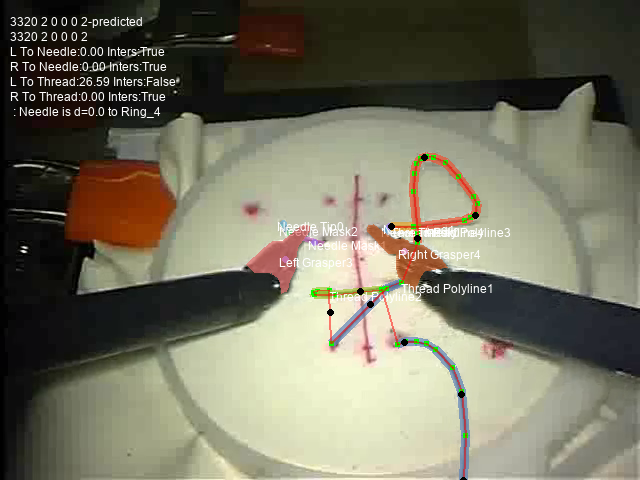 3320 2 0 0 0 2-predicted
3320 2 0 0 0 2
L To Needle:0.00 Inters:True
R To Needle:0.00 Inters:True
L To Thread:26.59 Inters:False
R To Thread:0.00 Inters:True
: Needle is d=0.0 to Ring_4
Needle Tip0
Needle Mask2
Polyline3
Needle Mask1
Right Grasper4
Left Grasper3
Thread Polyline1
Thread Polyline2